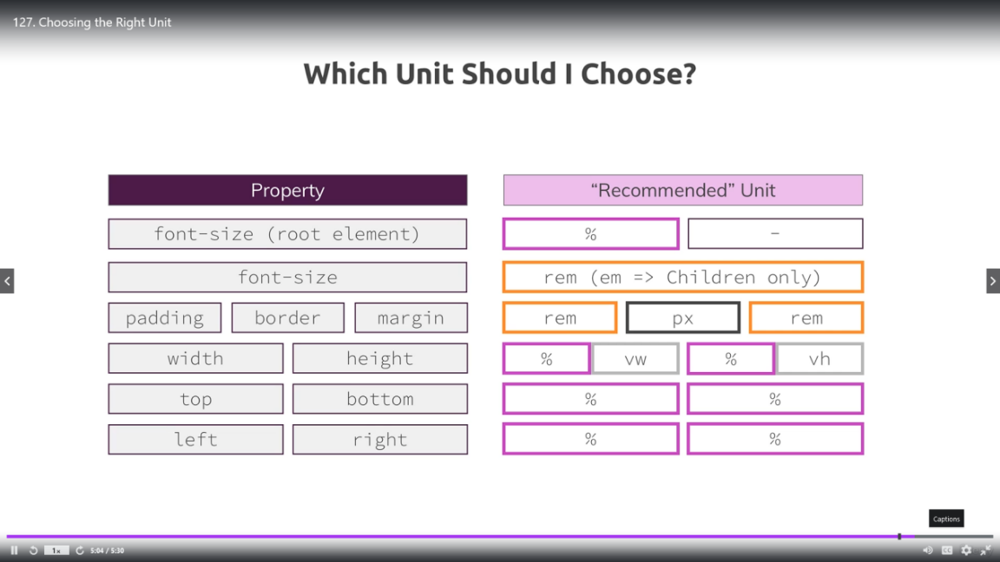 127. Choosing the Right Unit
Which Unit Should I Choose?
Property “Recommended” Unit
font-size (root element) % –
font-size rem (em => Children only)
padding border margin rem px rem
width height % vw % vh
top bottom % %
left right % %
Captions
1x 5:04 / 5:30 CC